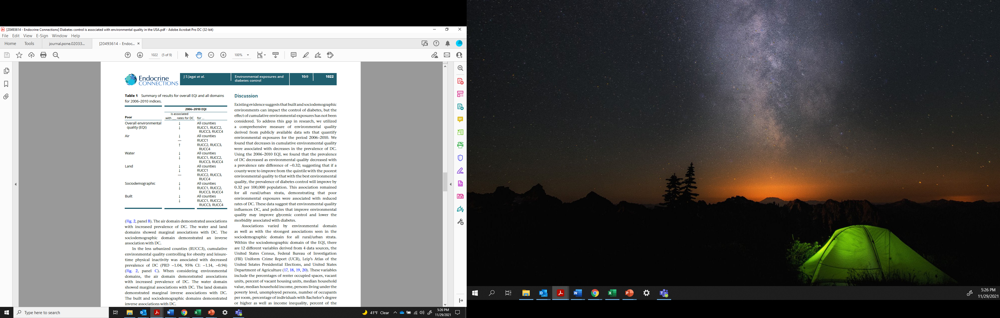 [20493614 - Endocrine Connections] Diabetes control is associated with environmental quality in the USA.pdf - Adobe Acrobat Pro DC (32-bit)
File Edit View E-Sign Window Help
Home Tools journal.pone.02033... [20493614 - Endoc... ×
1022 (5 of 9) 100%
Endocrine
CONNECTIONS
J S Jagai et al.
Environmental exposures and
diabetes control
10:9
1022
Table 1 Summary of results for overall EQI and all domains
for 2006–2010 indices.
2006–2010 EQI
Poor
is associated
with __ rates for DC
for ...
Overall environmental
quality (EQI)
↓ All counties
↓ RUCC1, RUCC2,
RUCC3, RUCC4
Air ↓ All counties
— RUCC1
↑ RUCC2, RUCC3,
RUCC4
Water ↓ All counties
↓ RUCC1, RUCC2,
RUCC3, RUCC4
Land ↓ All counties
↓ RUCC1
— RUCC2, RUCC3,
RUCC4
Sociodemographic ↓ All counties
↓ RUCC1, RUCC2,
RUCC3, RUCC4
Built ↓ All counties
↓ RUCC1, RUCC2,
RUCC3, RUCC4
(Fig. 2, panel B). The air domain demonstrated associations
with increased prevalence of DC. The water and land
domains showed marginal associations with DC. The
sociodemographic domain demonstrated an inverse
association with DC.
In the less urbanized counties (RUCC3), cumulative
environmental quality controlling for obesity and leisure-
time physical inactivity was associated with decreased
prevalence of DC (PRD −1.04, 95% CI: −1.14, −0.94)
(Fig. 2, panel C). When considering environmental
domains, the air domain demonstrated associations
with increased prevalence of DC. The water domain
showed marginal associations with DC. The land domain
demonstrated marginal inverse associations with DC.
The built and sociodemographic domains demonstrated
inverse associations with DC.
Discussion
Existing evidence suggests that built and sociodemographic
environments can impact the control of diabetes, but the
effect of cumulative environmental exposures has not been
considered. To address this gap in research, we utilized
a comprehensive measure of environmental quality
derived from publicly available data sets that quantify
environmental exposures for the period 2006–2010. We
found that decreases in cumulative environmental quality
were associated with decreases in the prevalence of DC.
Using the 2006–2010 EQI, we found that the prevalence
of DC decreased as environmental quality decreased with
a prevalence rate difference of −0.32; suggesting that if a
county were to improve from the quintile with the poorest
environmental quality to that with the best environmental
quality, the prevalence of diabetes control will improve by
0.32 per 100,000 population. This association remained
for all rural/urban strata, demonstrating that poor
environmental exposures were associated with reduced
rates of DC. These data suggest that environmental quality
influences DC, and policies that improve environmental
quality may improve glycemic control and lower the
morbidity associated with diabetes.
Associations varied by environmental domain
as well as with the strongest associations seen in the
sociodemographic domain for all rural/urban strata.
Within the sociodemographic domain of the EQI, there
are 12 different variables derived from 4 data sources, the
United States Census, Federal Bureau of Investigation
(FBI) Uniform Crime Report (UCR), Leip's Atlas of the
United Sstates Presidential Elections, and United States
Department of Agriculture (17, 18, 19, 20). These variables
include the percentages of renter occupied spaces, vacant
units, percent of vacant housing units, median household
value, median household income, persons living under the
poverty level, unemployed persons, number of occupants
per room, percentage of individuals with Bachelor's degree
or higher as well as income inequality, percent of the
Type here to search
41°F Clear
5:26 PM
11/29/2021
5:26 PM
11/29/2021